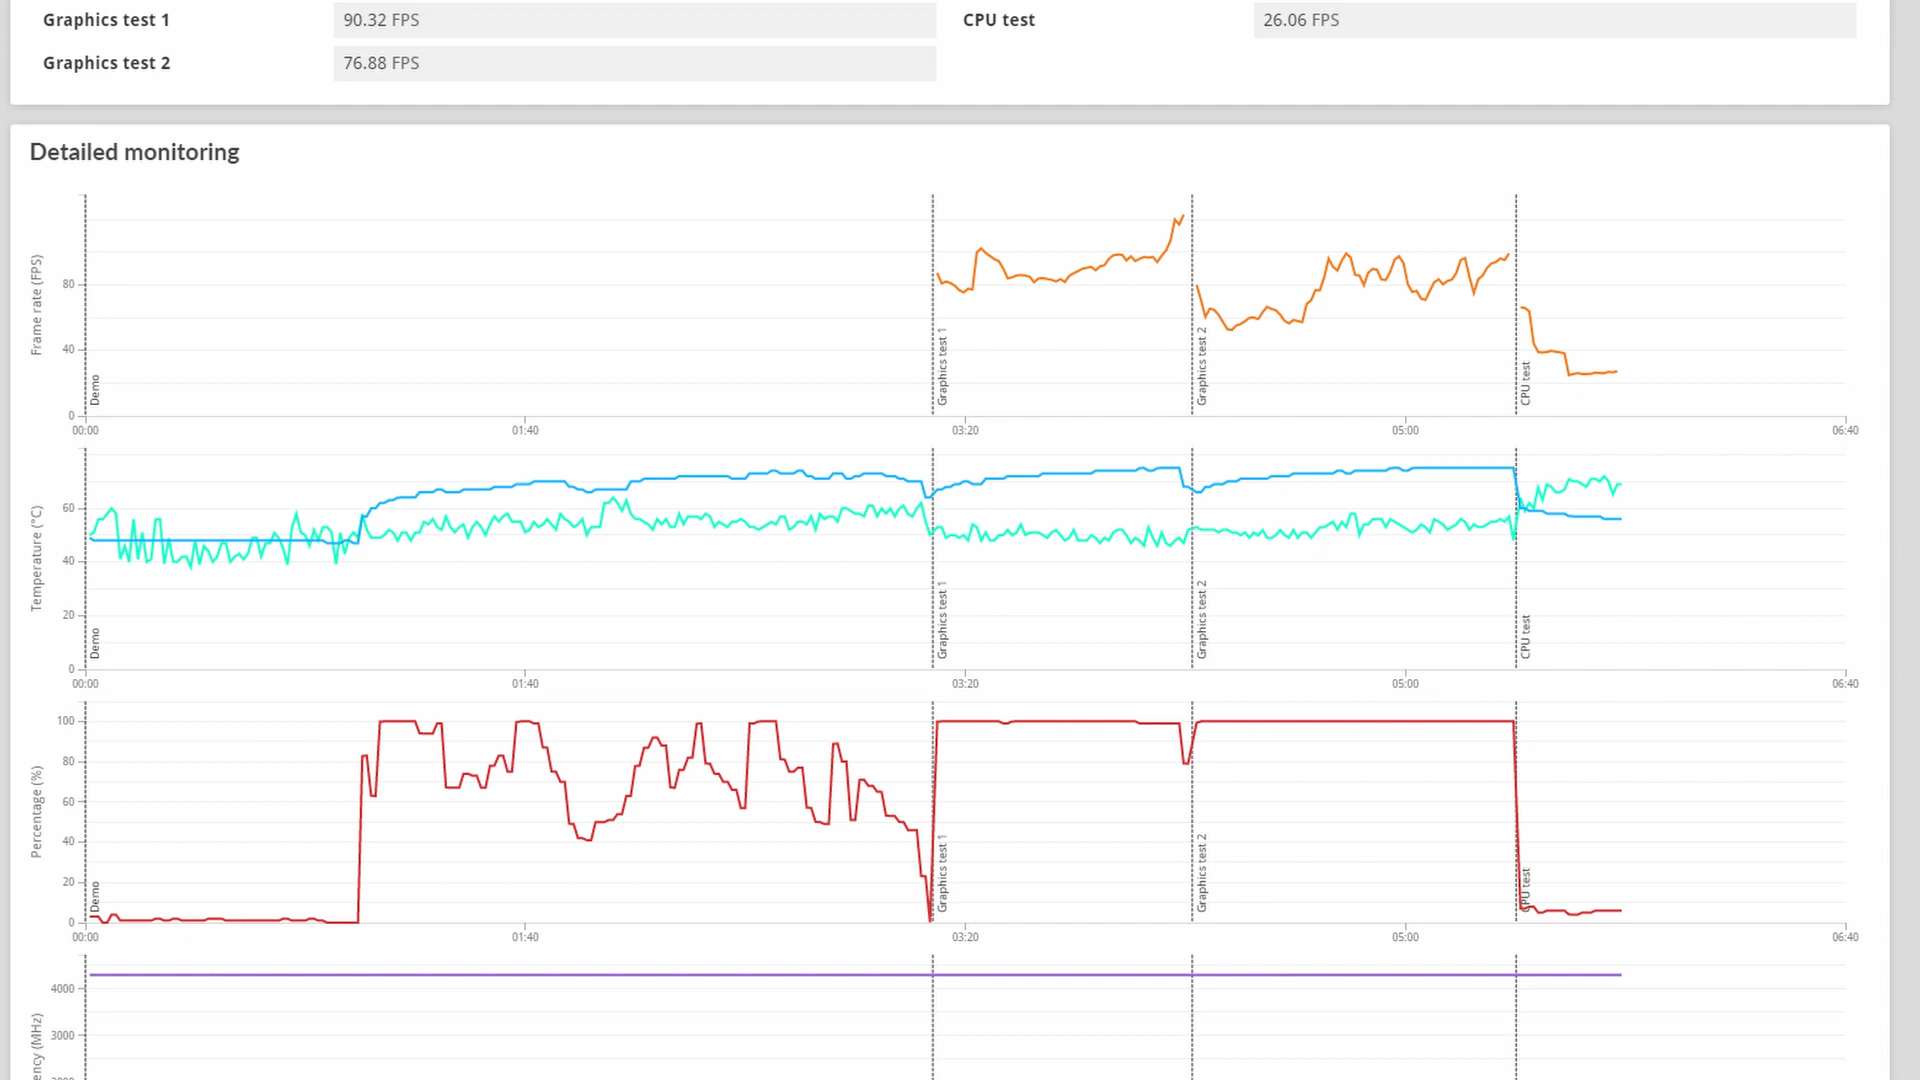 Graphics test 1 90.32 FPS CPU test 26.06 FPS
Graphics test 2 76.88 FPS
Detailed monitoring
Frame rate (FPS)
80
40
0
Demo
Graphics test 1
Graphics test 2
CPU test
00:00 01:40 03:20 05:00 06:40
Temperature (°C)
60
40
20
0
Demo
Graphics test 1
Graphics test 2
CPU test
00:00 01:40 03:20 05:00 06:40
Percentage (%)
100
80
60
40
20
0
Demo
Graphics test 1
Graphics test 2
CPU test
00:00 01:40 03:20 05:00 06:40
4000
3000
(MHz)